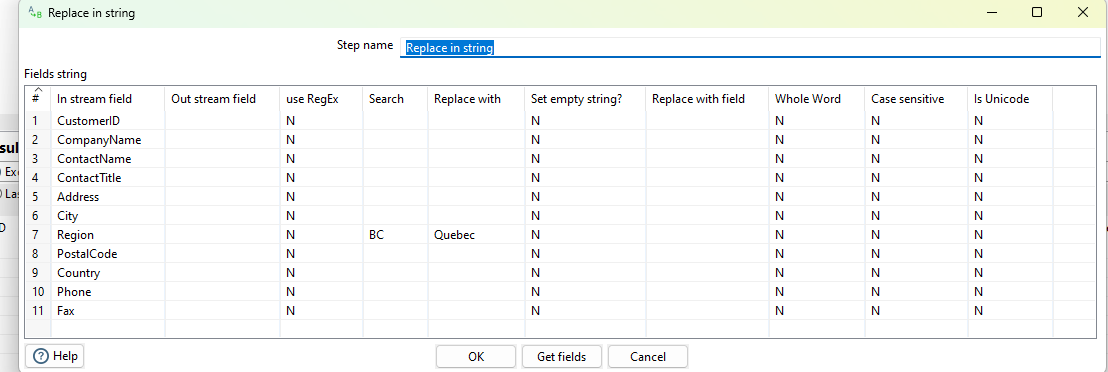 Replace in string
Step name Replace in string
Fields string
# In stream field Out stream field use RegEx Search Replace with Set empty string? Replace with field Whole Word Case sensitive Is Unicode
1 CustomerID N N N N N
2 CompanyName N N N N N
3 ContactName N N N N N
4 ContactTitle N N N N N
5 Address N N N N N
6 City N N N N N
7 Region N BC Quebec N N N N
8 PostalCode N N N N N
9 Country N N N N N
10 Phone N N N N N
11 Fax N N N N N
Help OK Get fields Cancel